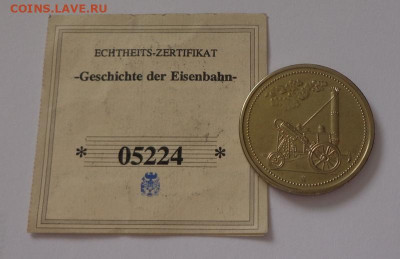 COINS.LAVE.RU
ECHTHEITS-ZERTIFIKAT
-Geschichte der Eisenbahn-
* 05224 *